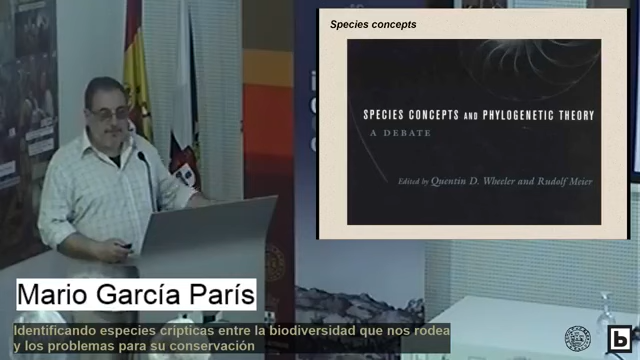 Species concepts
SPECIES CONCEPTS AND PHYLOGENETIC THEORY
A DEBATE
Edited by Quentin D. Wheeler and Rudolf Meier
Mario García París
Identificando especies crípticas entre la biodiversidad que nos rodea
y los problemas para su conservación
b